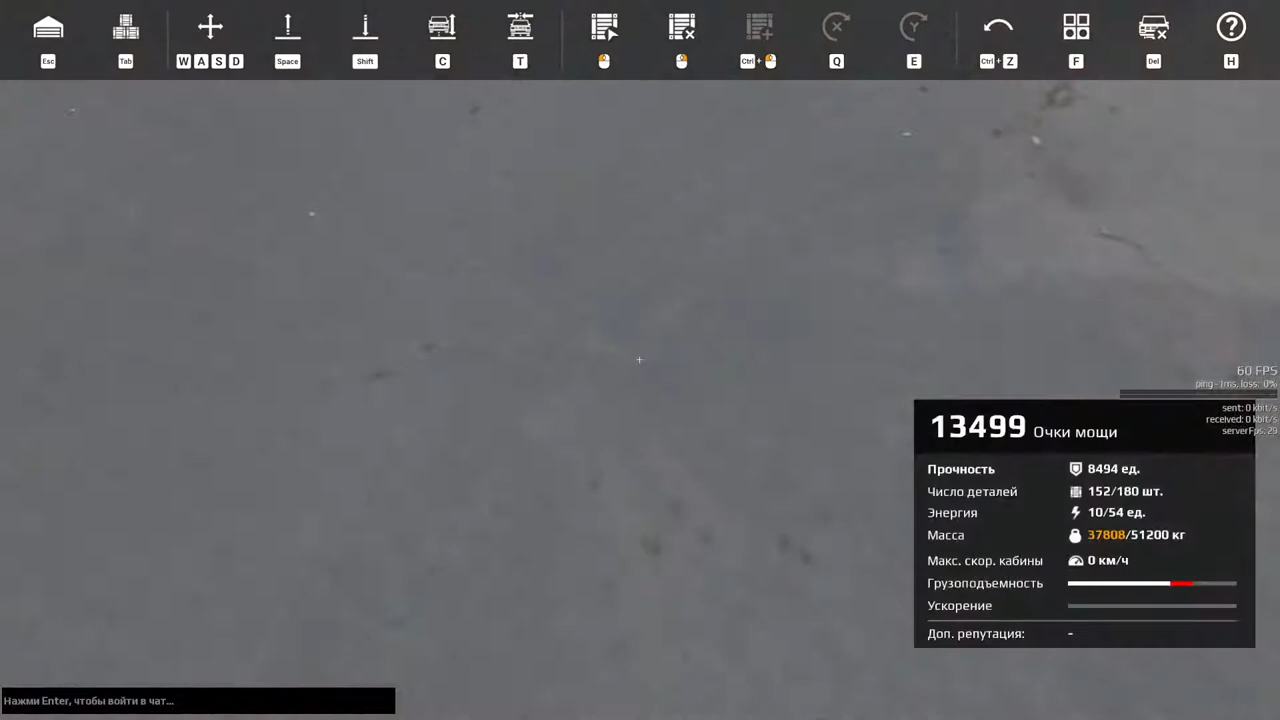 Esc Tab W A S D Space Shift C T Ctrl + Q E Ctrl + Z F Del H
60 FPS
ping~1ms, loss: 0%
sent: 0 kbit/s
received: 0 kbit/s
serverFps: 29
13499 Очки мощи
Прочность 8494 ед.
Число деталей 152/180 шт.
Энергия 10/54 ед.
Масса 37808/51200 кг
Макс. скор. кабины 0 км/ч
Грузоподъемность
Ускорение
Доп. репутация: -
Нажми Enter, чтобы войти в чат...